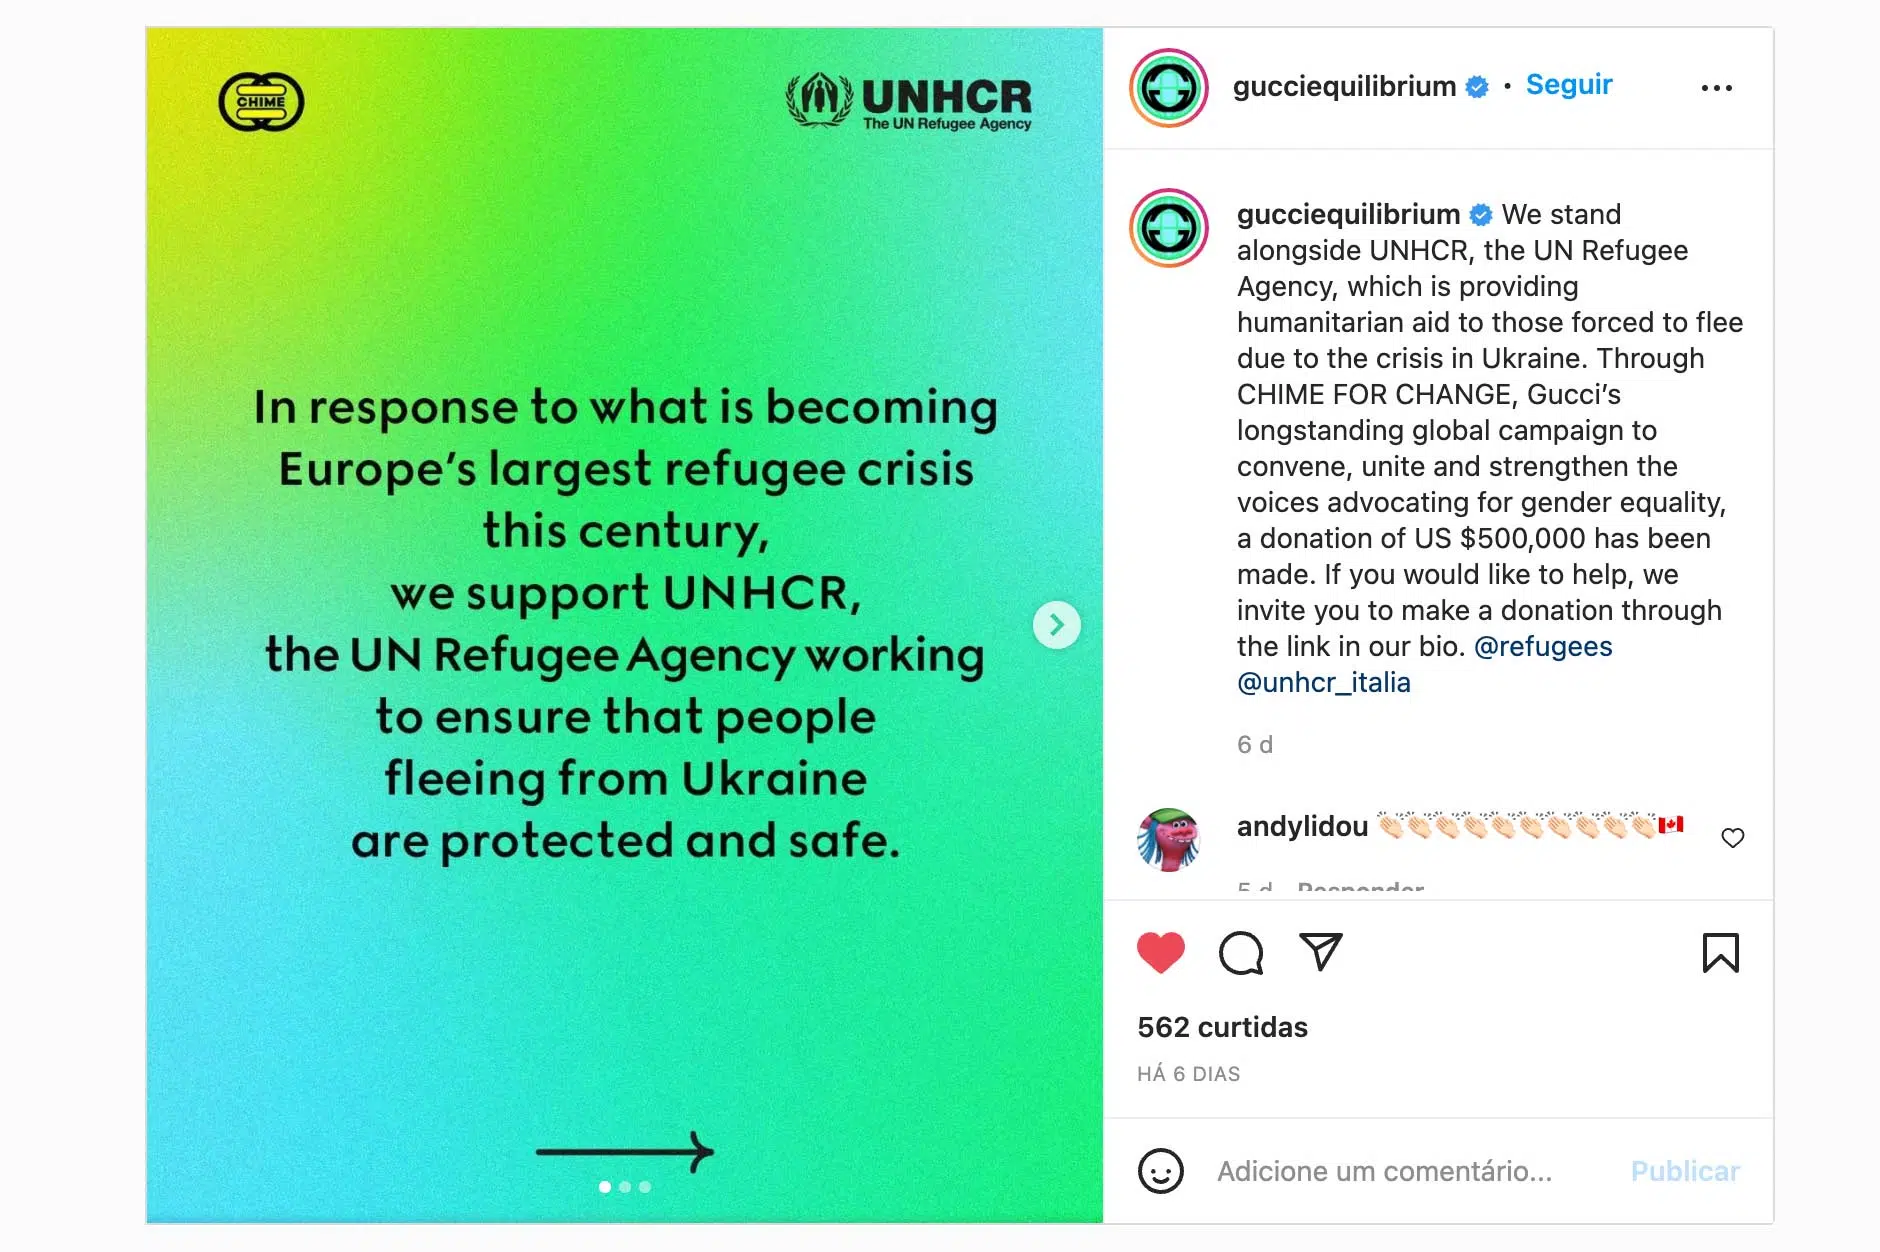 CHIME
UNHCR
The UN Refugee Agency
In response to what is becoming
Europe’s largest refugee crisis
this century,
we support UNHCR,
the UN Refugee Agency working
to ensure that people
fleeing from Ukraine
are protected and safe.
gucciequilibrium • Seguir
gucciequilibrium We stand
alongside UNHCR, the UN Refugee
Agency, which is providing
humanitarian aid to those forced to flee
due to the crisis in Ukraine. Through
CHIME FOR CHANGE, Gucci’s
longstanding global campaign to
convene, unite and strengthen the
voices advocating for gender equality,
a donation of US $500,000 has been
made. If you would like to help, we
invite you to make a donation through
the link in our bio. @refugees
@unhcr_italia
6 d
andylidou 👏🏻👏🏻👏🏻👏🏻👏🏻👏🏻👏🏻👏🏻👏🏻👏🏻🇨🇦
5 d Responder
562 curtidas
HÁ 6 DIAS
Adicione um comentário... Publicar